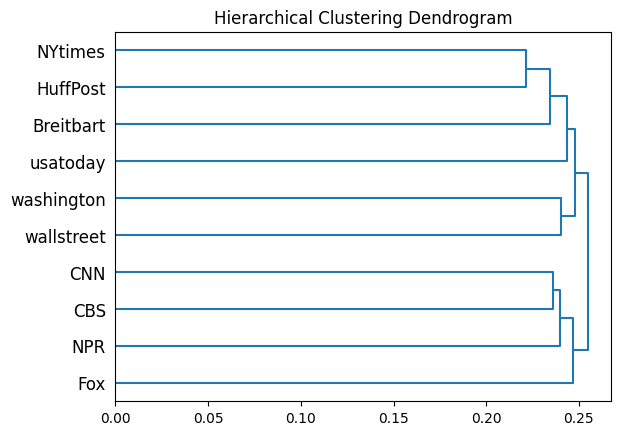 Hierarchical Clustering Dendrogram
NYtimes
HuffPost
Breitbart
usatoday
washington
wallstreet
CNN
CBS
NPR
Fox
0.00 0.05 0.10 0.15 0.20 0.25